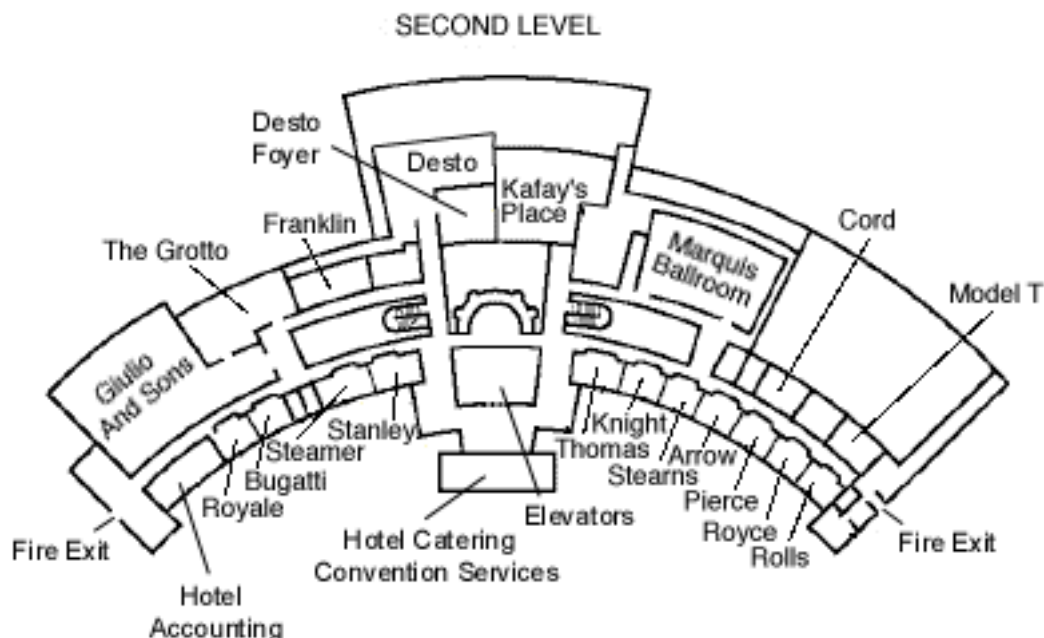 SECOND LEVEL
Desto
Foyer
Desto
Kafay's
Place
Franklin
Cord
The Grotto
Marquis
Ballroom
Model T
Giulio
And Sons
Stanley
Steamer
Bugatti
Royale
Knight
Thomas
Stearns
Arrow
Pierce
Royce
Rolls
Elevators
Fire Exit
Hotel Catering
Convention Services
Fire Exit
Hotel
Accounting